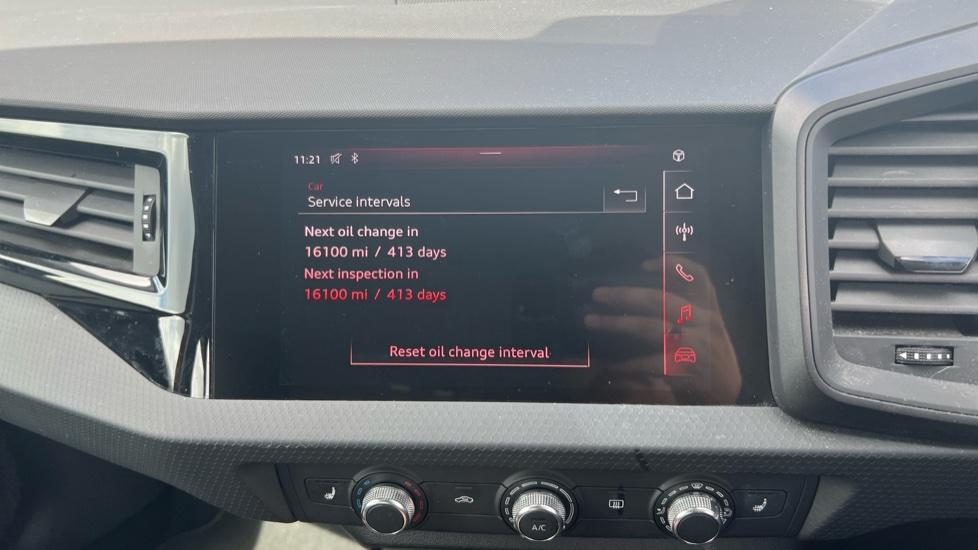 11:21
Car
Service intervals
Next oil change in
16100 mi / 413 days
Next inspection in
16100 mi / 413 days
Reset oil change interval
A/C